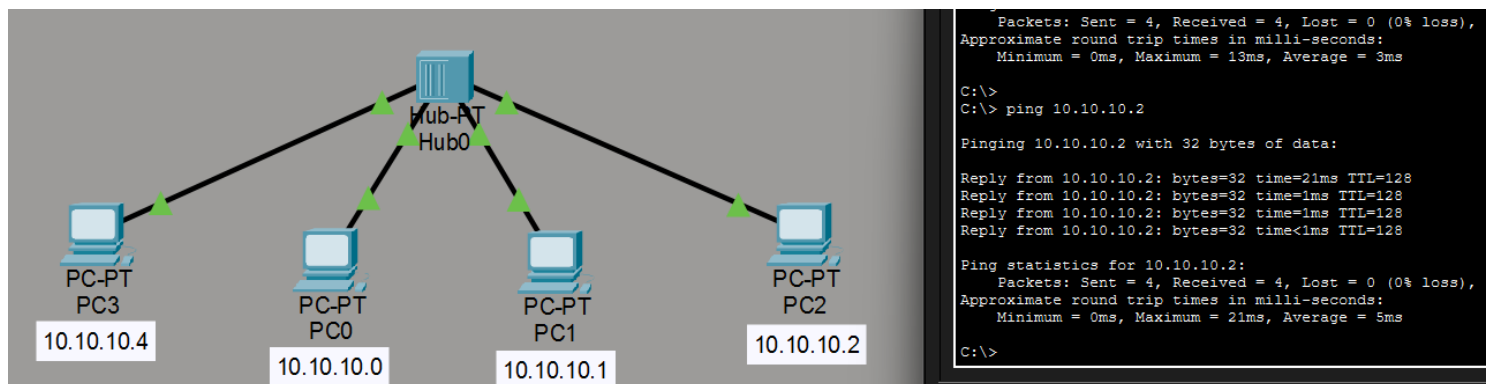 Hub-PT
Hub0
PC-PT
PC3
10.10.10.4
PC-PT
PC0
10.10.10.0
PC-PT
PC1
10.10.10.1
PC-PT
PC2
10.10.10.2
Packets: Sent = 4, Received = 4, Lost = 0 (0% loss),
Approximate round trip times in milli-seconds:
Minimum = 0ms, Maximum = 13ms, Average = 3ms
C:\>
C:\> ping 10.10.10.2
Pinging 10.10.10.2 with 32 bytes of data:
Reply from 10.10.10.2: bytes=32 time=21ms TTL=128
Reply from 10.10.10.2: bytes=32 time=1ms TTL=128
Reply from 10.10.10.2: bytes=32 time=1ms TTL=128
Reply from 10.10.10.2: bytes=32 time<1ms TTL=128
Ping statistics for 10.10.10.2:
Packets: Sent = 4, Received = 4, Lost = 0 (0% loss),
Approximate round trip times in milli-seconds:
Minimum = 0ms, Maximum = 21ms, Average = 5ms
C:\>